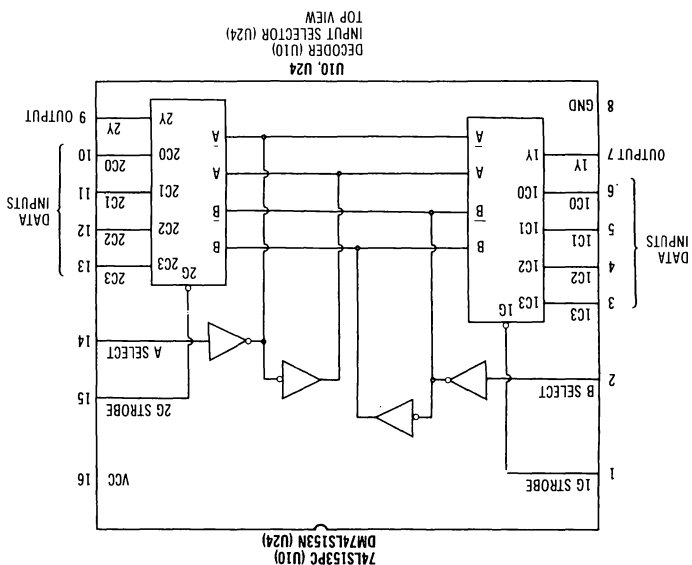 74LS153PC (U10)
DM74LS153N (U24)
1 1G STROBE
2 B SELECT
3 1C3 1C3
4 1C2 1C2
5 1C1 1C1
6 1C0 1C0
DATA
INPUTS
OUTPUT 7 1Y 1Y
8 GND
1G
B
B̅
A
A̅
2G
B
B̅
A
A̅
VCC 16
2G STROBE 15
A SELECT 14
2C3 2C3 13
2C2 2C2 12
2C1 2C1 11
2C0 2C0 10
DATA
INPUTS
2Y 2Y 9 OUTPUT
U10, U24
DECODER (U10)
INPUT SELECTOR (U24)
TOP VIEW